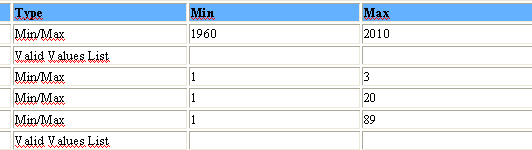 Type Min Max
Min/Max 1960 2010
Valid Values List
Min/Max 1 3
Min/Max 1 20
Min/Max 1 89
Valid Values List